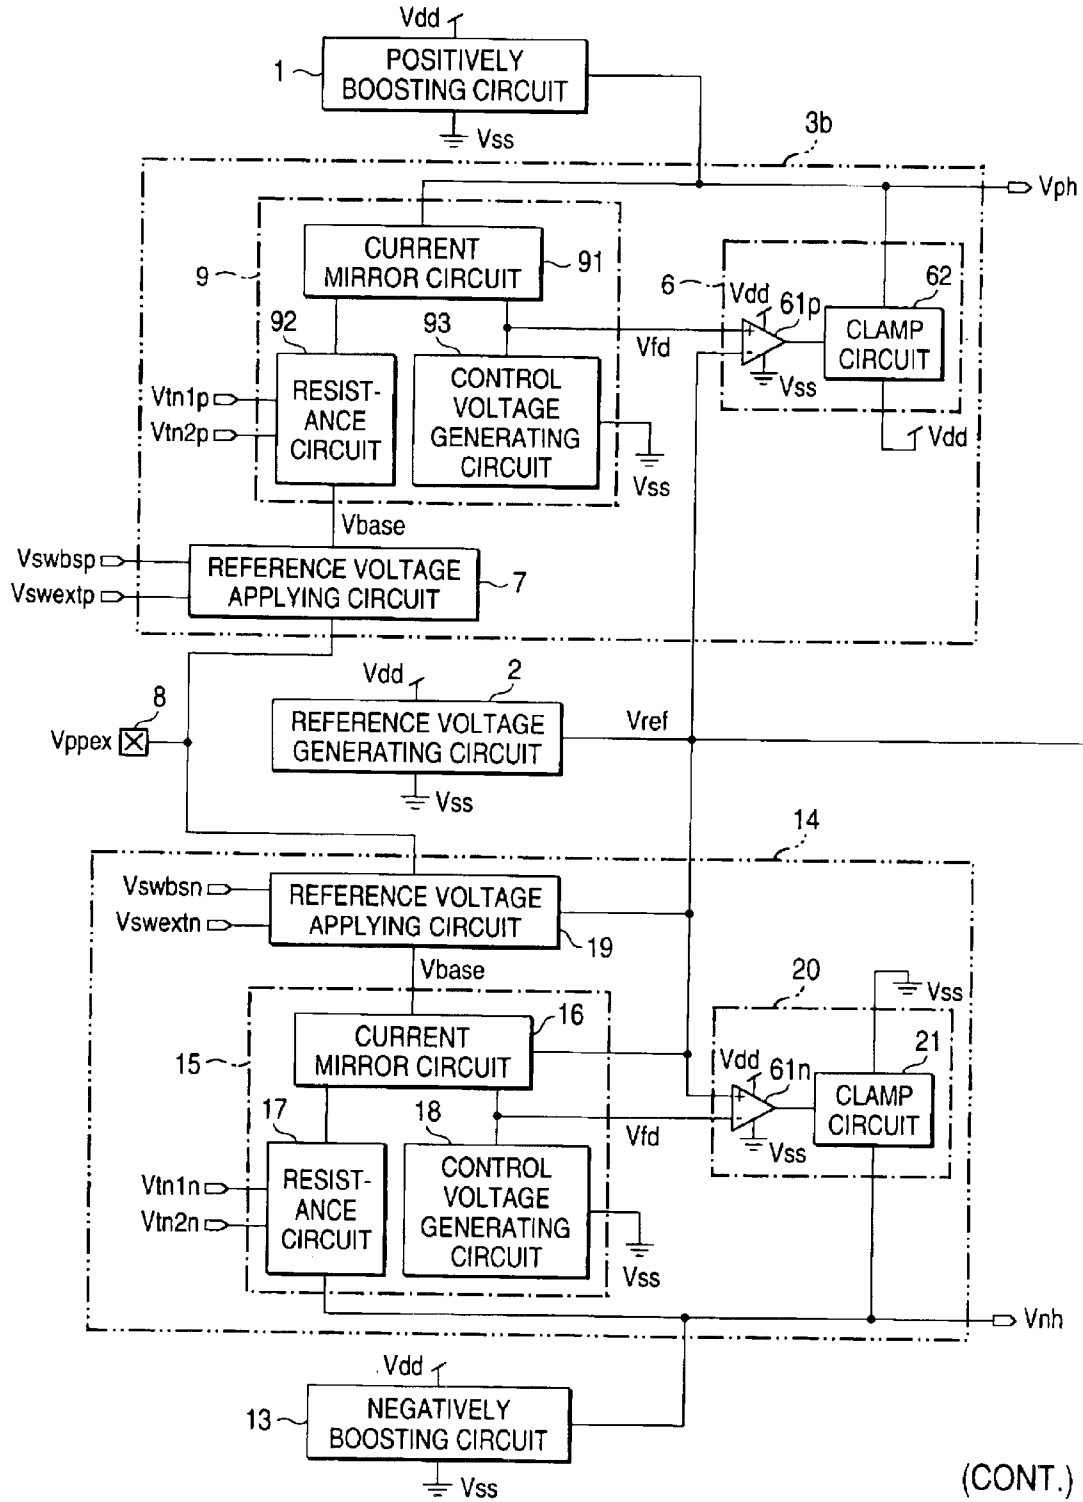 Vdd
1
POSITIVELY
BOOSTING CIRCUIT
Vss
3b
Vph
CURRENT
MIRROR CIRCUIT
91
9
6
Vdd
61p
62
92
93
Vfd
CLAMP
CIRCUIT
Vss
Vdd
Vtn1p
Vtn2p
RESIST-
ANCE
CIRCUIT
CONTROL
VOLTAGE
GENERATING
CIRCUIT
Vss
Vbase
Vswbsp
Vswextp
REFERENCE VOLTAGE
APPLYING CIRCUIT
7
Vdd
2
8
Vppex
REFERENCE VOLTAGE
GENERATING CIRCUIT
Vref
Vss
14
Vswbsn
Vswextn
REFERENCE VOLTAGE
APPLYING CIRCUIT
19
Vbase
20
Vss
16
CURRENT
MIRROR CIRCUIT
15
Vdd
61n
21
17
18
Vfd
CLAMP
CIRCUIT
Vss
Vtn1n
Vtn2n
RESIST-
ANCE
CIRCUIT
CONTROL
VOLTAGE
GENERATING
CIRCUIT
Vss
Vnh
Vdd
13
NEGATIVELY
BOOSTING CIRCUIT
Vss
(CONT.)